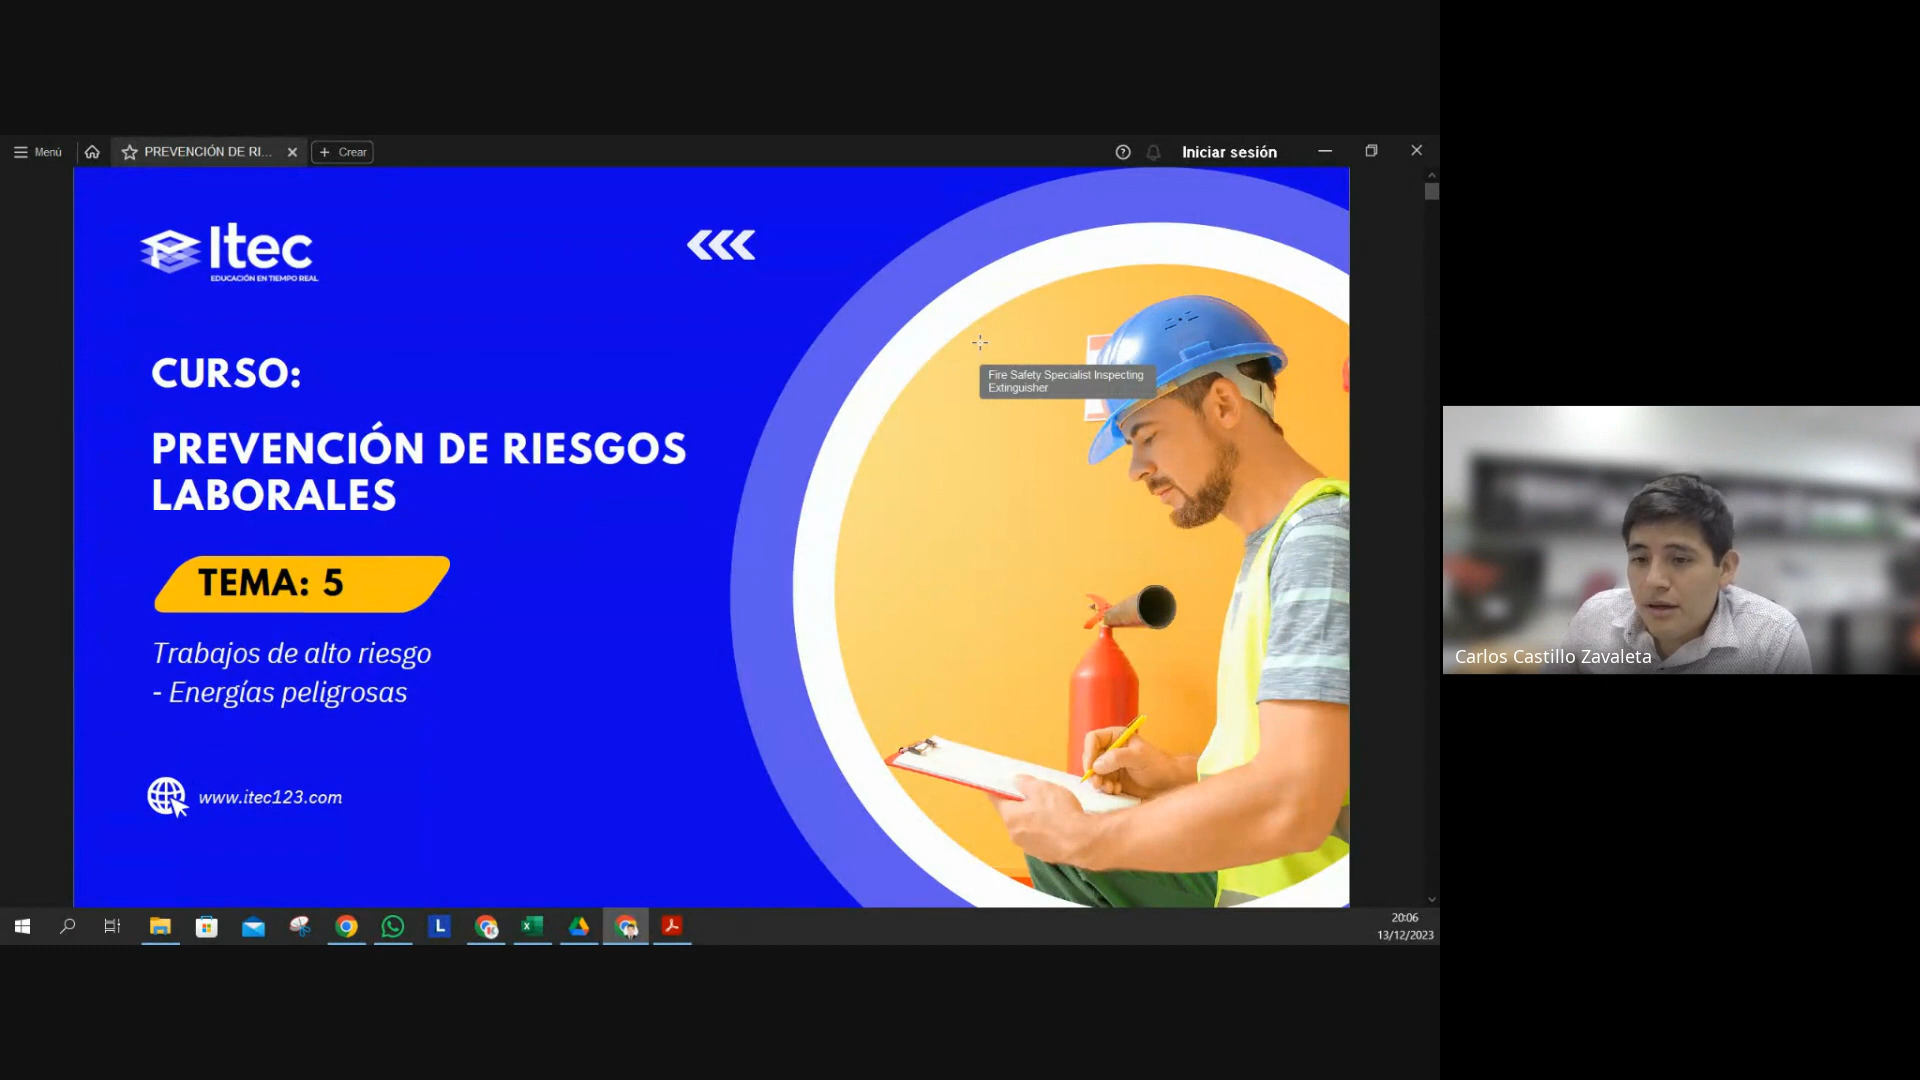 Menú
PREVENCIÓN DE RI...
+ Crear
Iniciar sesión
Itec
EDUCACIÓN EN TIEMPO REAL
CURSO:
PREVENCIÓN DE RIESGOS
LABORALES
TEMA: 5
Trabajos de alto riesgo
- Energías peligrosas
www.itec123.com
Fire Safety Specialist Inspecting
Extinguisher
Carlos Castillo Zavaleta
20:06
13/12/2023